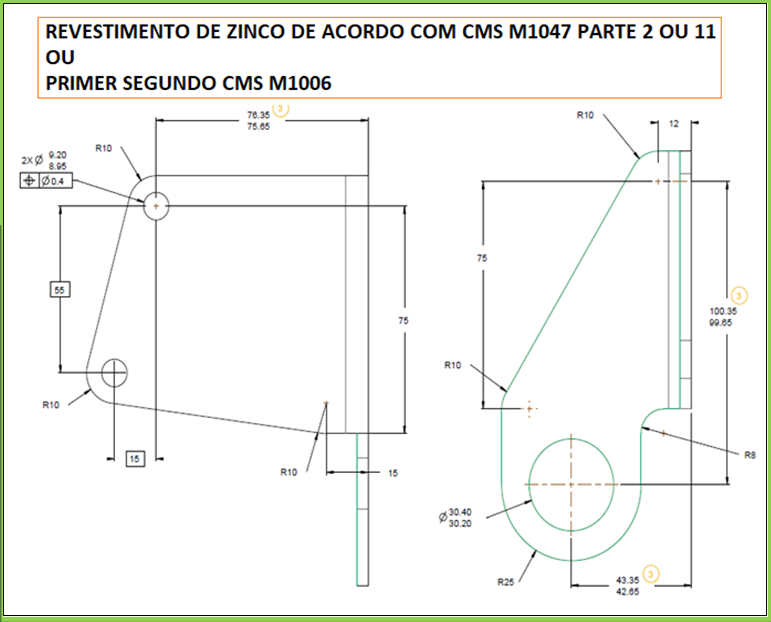 REVESTIMENTO DE ZINCO DE ACORDO COM CMS M1047 PARTE 2 OU 11
OU
PRIMER SEGUNDO CMS M1006
76.35 3
75.65
R10
2X Ø 9.20
8.95
Ø 0.4
55
75
R10
15
R10
15
R10
12
75
3
100.35
99.65
R10
R8
Ø 30.40
30.20
R25
43.35 3
42.65